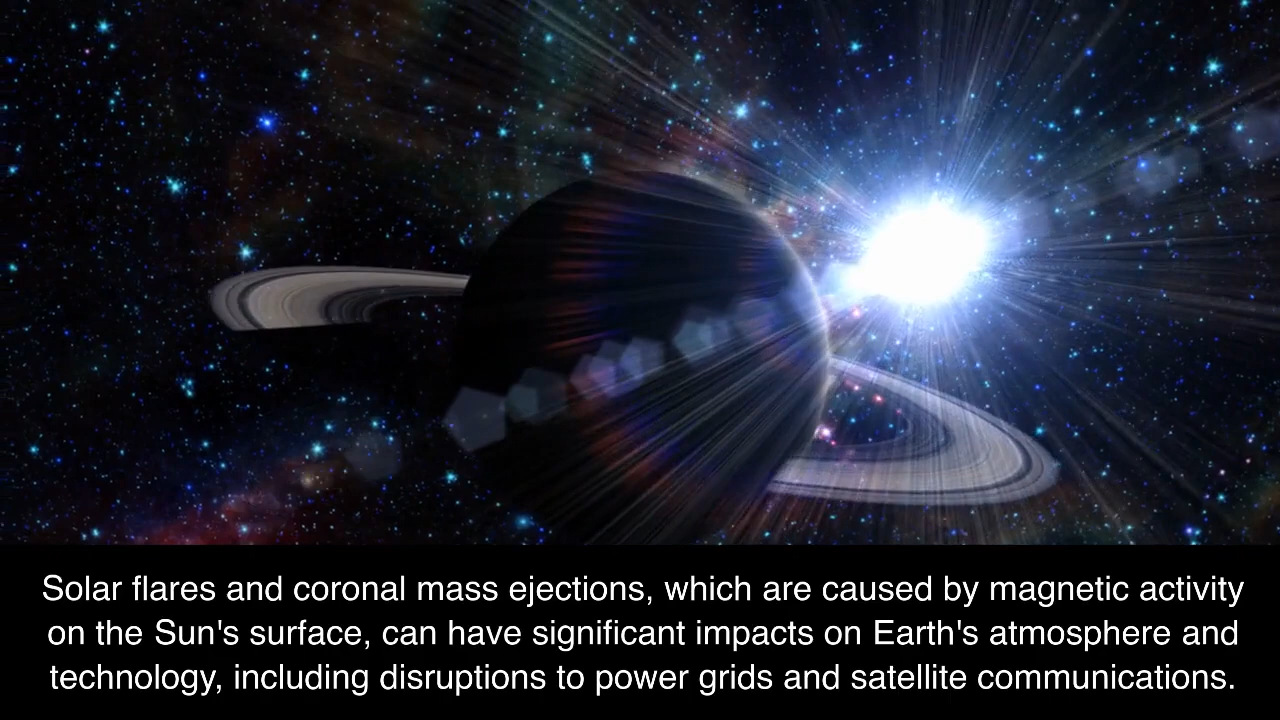 Solar flares and coronal mass ejections, which are caused by magnetic activity
on the Sun's surface, can have significant impacts on Earth's atmosphere and
technology, including disruptions to power grids and satellite communications.